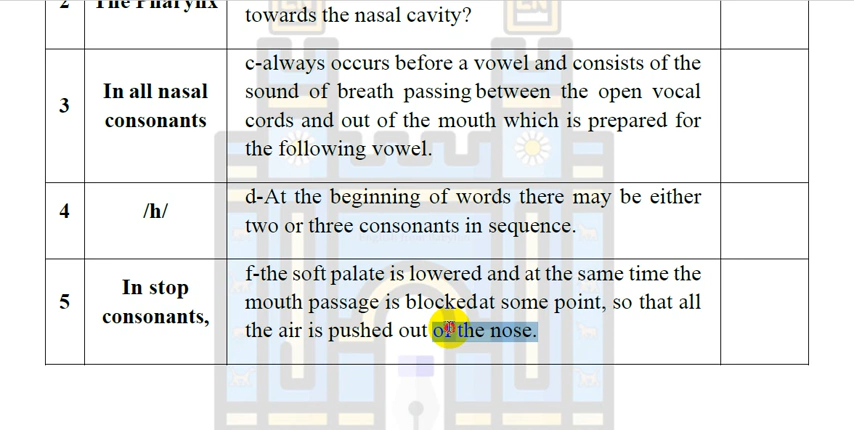 2 The Pharynx
towards the nasal cavity?
3 In all nasal consonants
c-always occurs before a vowel and consists of the
sound of breath passing between the open vocal
cords and out of the mouth which is prepared for
the following vowel.
4 /h/
d-At the beginning of words there may be either
two or three consonants in sequence.
5 In stop consonants,
f-the soft palate is lowered and at the same time the
mouth passage is blockedat some point, so that all
the air is pushed out of the nose.